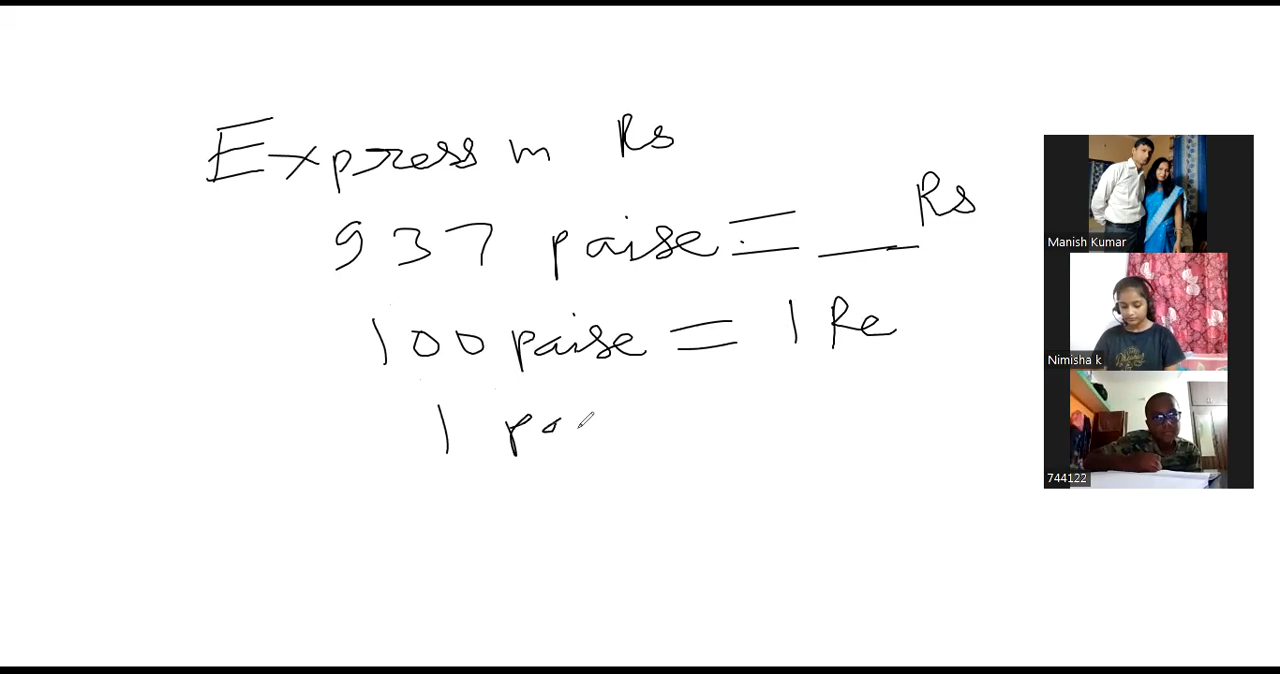 Express in Rs
937 paise = ___ Rs
100 paise = 1 Re
1 pa
Manish Kumar
Nimisha k
744122